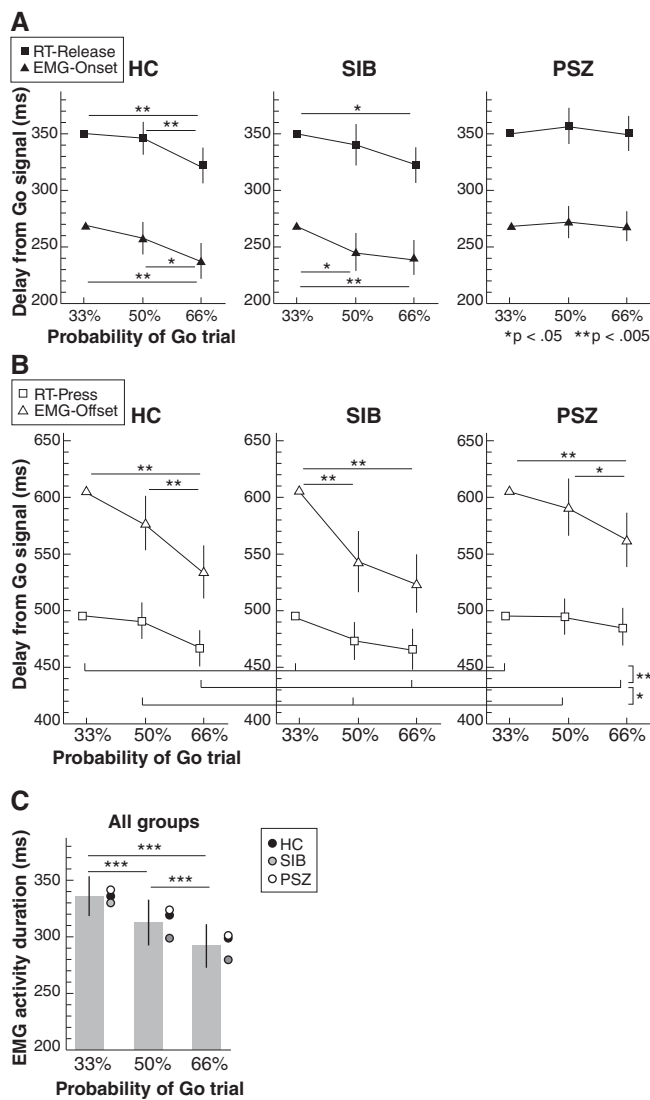 A
RT-Release
EMG-Onset
HC SIB PSZ
Delay from Go signal (ms)
350 350 350
300 300 300
250 250 250
200 200 200
** ** * **
* * **
33% 50% 66% 33% 50% 66% 33% 50% 66%
Probability of Go trial
*p < .05 **p < .005
B
RT-Press
EMG-Offset
HC SIB PSZ
Delay from Go signal (ms)
650 650 650
600 600 600
550 550 550
500 500 500
450 450 450
400 400 400
** ** ** ** ** *
**
*
33% 50% 66% 33% 50% 66% 33% 50% 66%
Probability of Go trial
C
All groups
HC
SIB
PSZ
EMG activity duration (ms)
350
300
250
200
***
*** ***
33% 50% 66%
Probability of Go trial